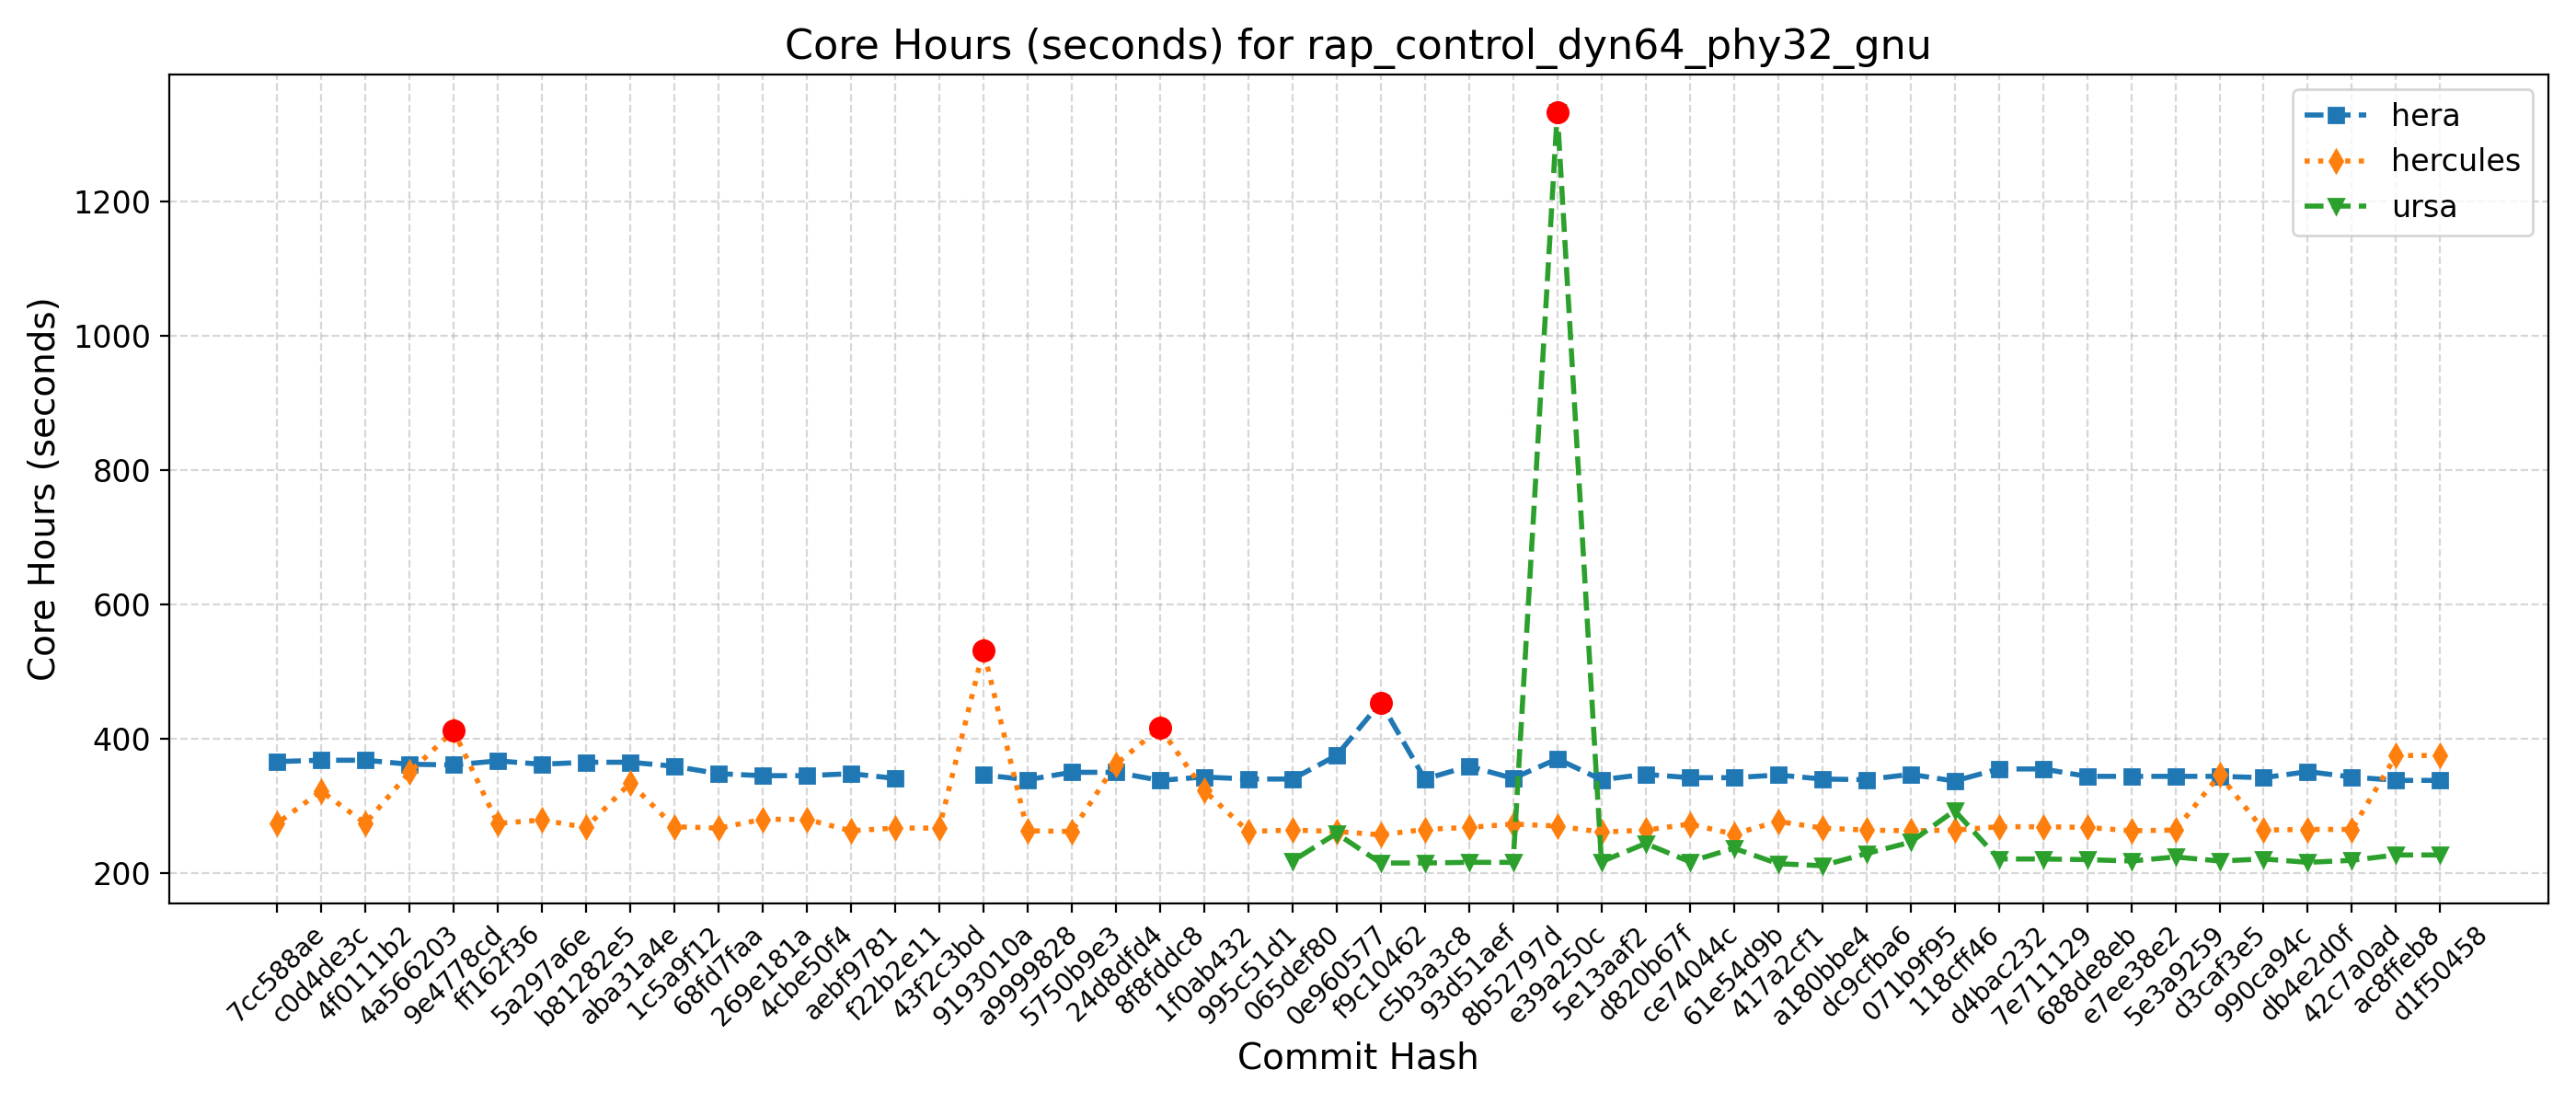 Core Hours (seconds) for rap_control_dyn64_phy32_gnu
hera
hercules
ursa
Core Hours (seconds)
1200
1000
800
600
400
200
7cc588ae
c0d4de3c
4f0111b2
4a566203
9e4778cd
ff162f36
5a297a6e
b81282e5
aba31a4e
1c5a9f12
68fd7faa
269e181a
4cbe50f4
aebf9781
f22b2e11
43f2c3bd
9193010a
a9999828
5750b9e3
24d8dfd4
8f8fddc8
1f0ab432
995c51d1
065def80
0e960577
f9c10462
c5b3a3c8
93d51aef
8b52797d
e39a250c
5e13aaf2
d820b67f
ce74044c
61e54d9b
417a2cf1
a180bbe4
dc9cfba6
071b9f95
118cff46
d4bac232
7e711129
688de8eb
e7ee38e2
5e3a9259
d3caf3e5
990ca94c
db4e2d0f
42c7a0ad
ac8ffeb8
d1f50458
Commit Hash